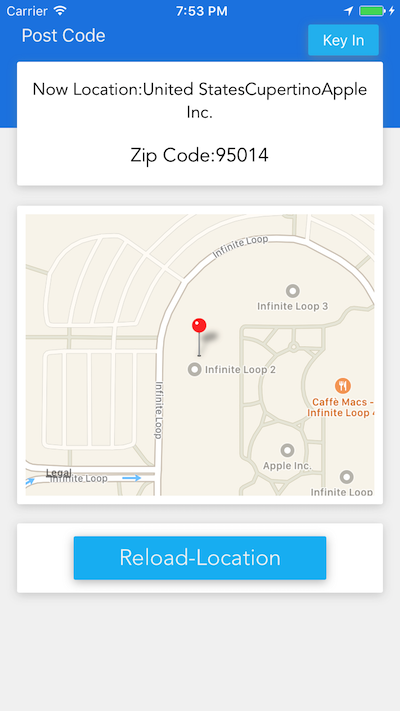 Carrier 7:53 PM
Post Code
Key In
Now Location:United StatesCupertinoApple
Inc.
Zip Code:95014
Infinite Loop
Infinite Loop 3
Infinite Loop 2
Infinite Loop
Caffè Macs -
Infinite Loop 4
Apple Inc.
Legal
Infinite Loop
Infinite Loop
Reload-Location